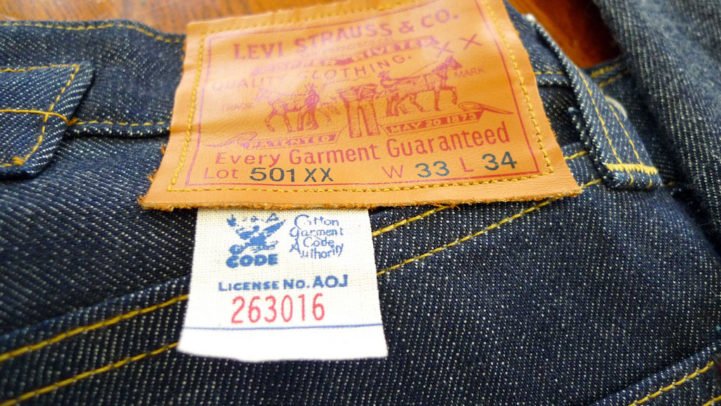 LEVI STRAUSS & CO.
QUALITY CLOTHING.
TRADE MARK
PATENTED MAY 20 1873
Every Garment Guaranteed
Lot 501XX W 33 L 34
CODE
Cotton
Garment
Code
Authority
LICENSE NO. AOJ
263016